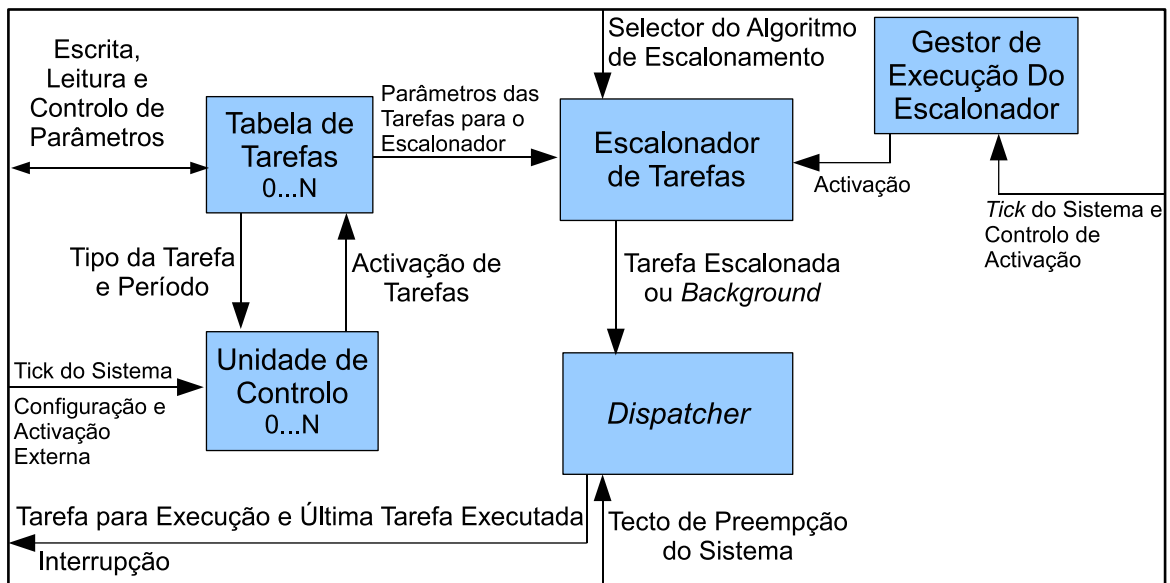 Escrita,
Leitura e
Controlo de
Parâmetros
Tabela de
Tarefas
0...N
Parâmetros das
Tarefas para o
Escalonador
Selector do Algoritmo
de Escalonamento
Escalonador
de Tarefas
Gestor de
Execução Do
Escalonador
Activação
Tick do Sistema e
Controlo de
Activação
Tipo da Tarefa
e Período
Activação de
Tarefas
Tarefa Escalonada
ou Background
Tick do Sistema
Configuração e
Activação
Externa
Unidade de
Controlo
0...N
Dispatcher
Tarefa para Execução e Última Tarefa Executada
Interrupção
Tecto de Preempção
do Sistema